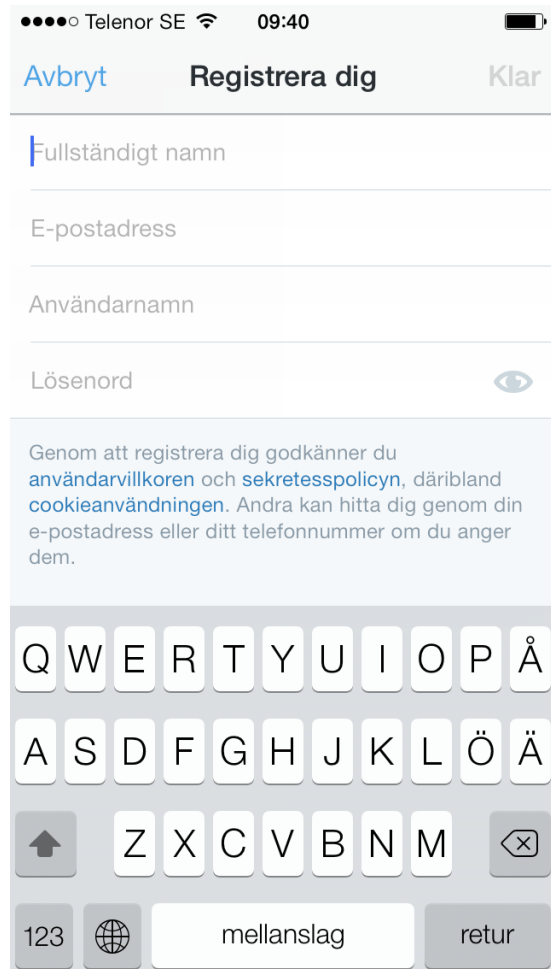 Telenor SE 09:40
Avbryt Registrera dig Klar
Fullständigt namn
E-postadress
Användarnamn
Lösenord
Genom att registrera dig godkänner du
användarvillkoren och sekretesspolicyn, däribland
cookieanvändningen. Andra kan hitta dig genom din
e-postadress eller ditt telefonnummer om du anger
dem.
Q W E R T Y U I O P Å
A S D F G H J K L Ö Ä
Z X C V B N M
123 mellanslag retur